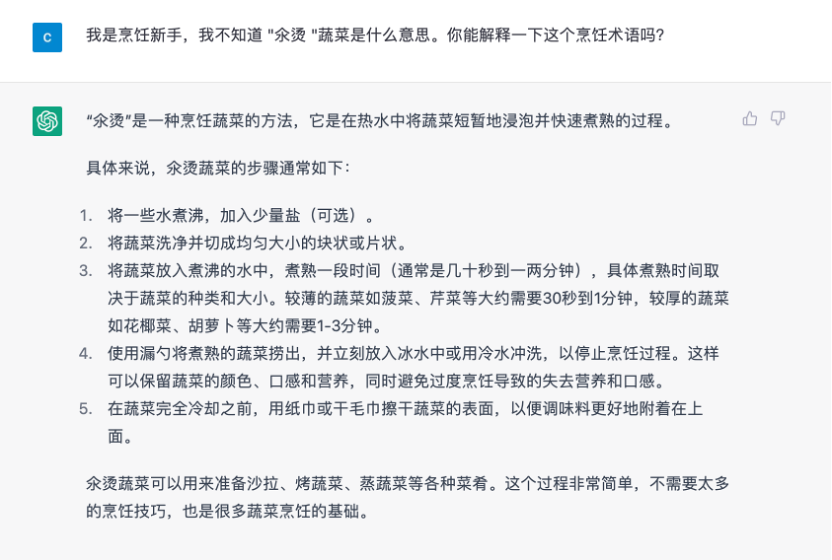 C
我是烹饪新手，我不知道 "汆烫 "蔬菜是什么意思。你能解释一下这个烹饪术语吗?
“汆烫”是一种烹饪蔬菜的方法，它是在热水中将蔬菜短暂地浸泡并快速煮熟的过程。
具体来说，汆烫蔬菜的步骤通常如下：
1. 将一些水煮沸，加入少量盐（可选）。
2. 将蔬菜洗净并切成均匀大小的块状或片状。
3. 将蔬菜放入煮沸的水中，煮熟一段时间（通常是几十秒到一两分钟），具体煮熟时间取
决于蔬菜的种类和大小。较薄的蔬菜如菠菜、芹菜等大约需要30秒到1分钟，较厚的蔬菜
如花椰菜、胡萝卜等大约需要1-3分钟。
4. 使用漏勺将煮熟的蔬菜捞出，并立刻放入冰水中或用冷水冲洗，以停止烹饪过程。这样
可以保留蔬菜的颜色、口感和营养，同时避免过度烹饪导致的失去营养和口感。
5. 在蔬菜完全冷却之前，用纸巾或干毛巾擦干蔬菜的表面，以便调味料更好地附着在上
面。
汆烫蔬菜可以用来准备沙拉、烤蔬菜、蒸蔬菜等各种菜肴。这个过程非常简单，不需要太多
的烹饪技巧，也是很多蔬菜烹饪的基础。